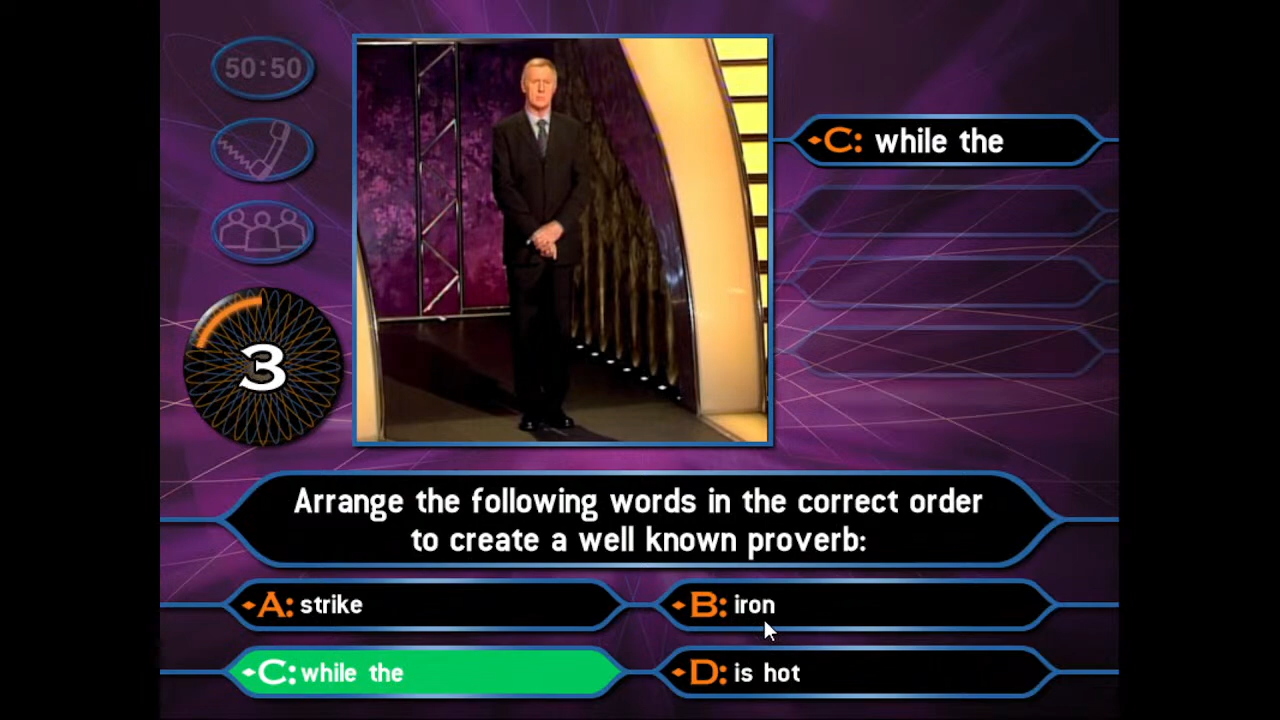 50:50
C: while the
3
Arrange the following words in the correct order
to create a well known proverb:
A: strike
B: iron
C: while the
D: is hot